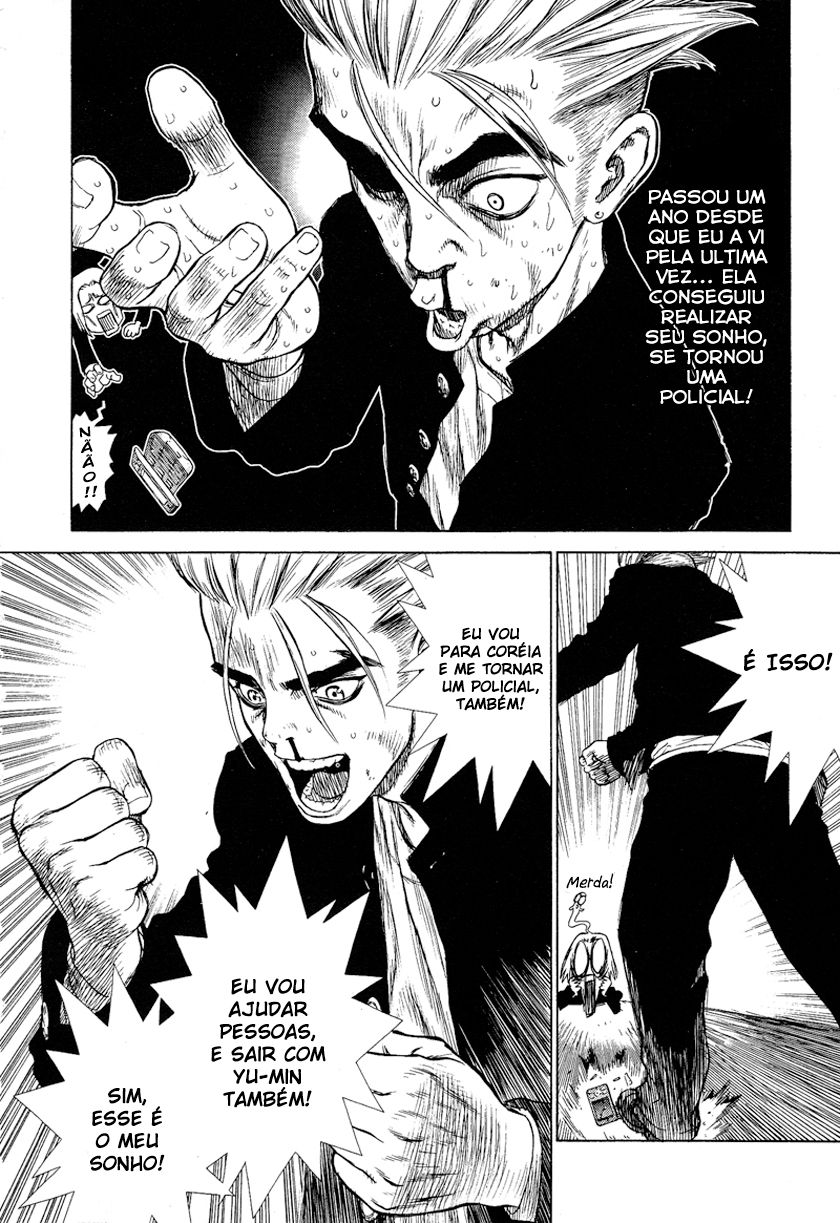 PASSOU UM
ANO DESDE
QUE EU A VI
PELA ULTIMA
VEZ... ELA
CONSEGUIU
REALIZAR
SEU SONHO,
SE TORNOU
UMA
POLICIAL!
NÃÃO!!
É ISSO!
Merda!
EU VOU
PARA CORÉIA
E ME TORNAR
UM POLICIAL,
TAMBÉM!
EU VOU
AJUDAR
PESSOAS,
E SAIR COM
YU-MIN
TAMBÉM!
SIM,
ESSE É
O MEU
SONHO!